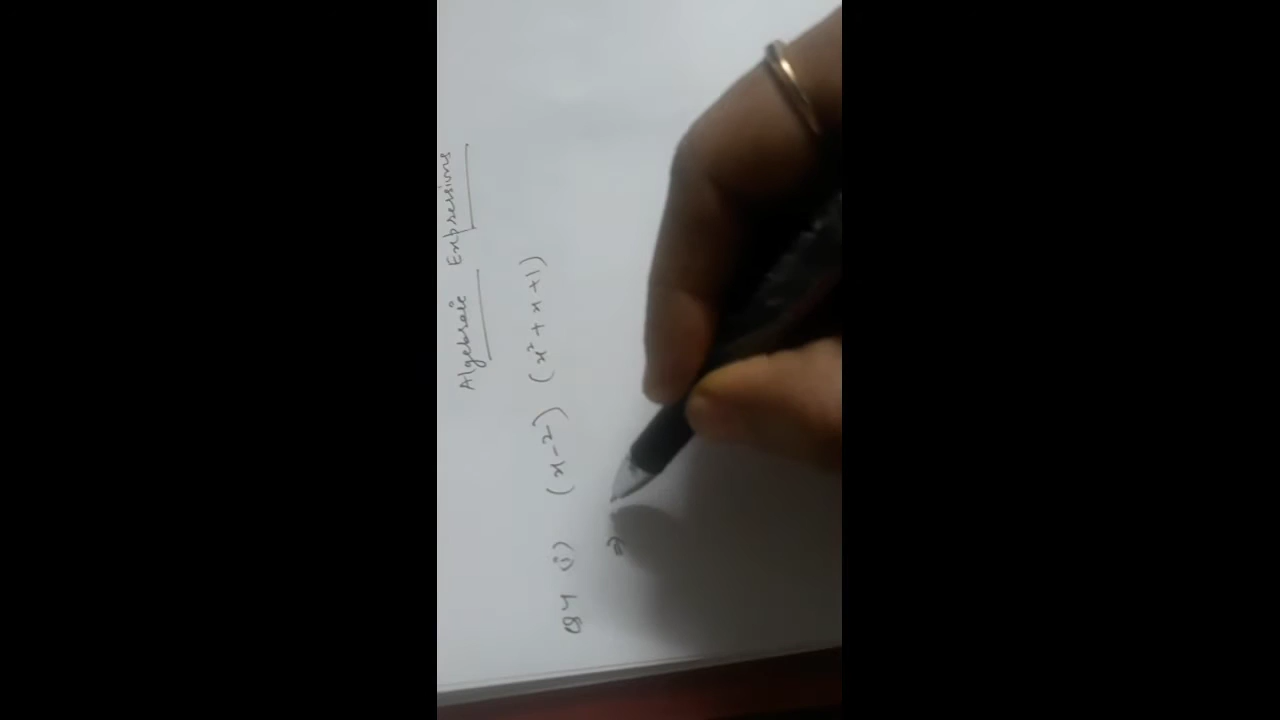 Algebraic Expressions
Q4 (i) (x-2) (x² + x + 1)
⇒